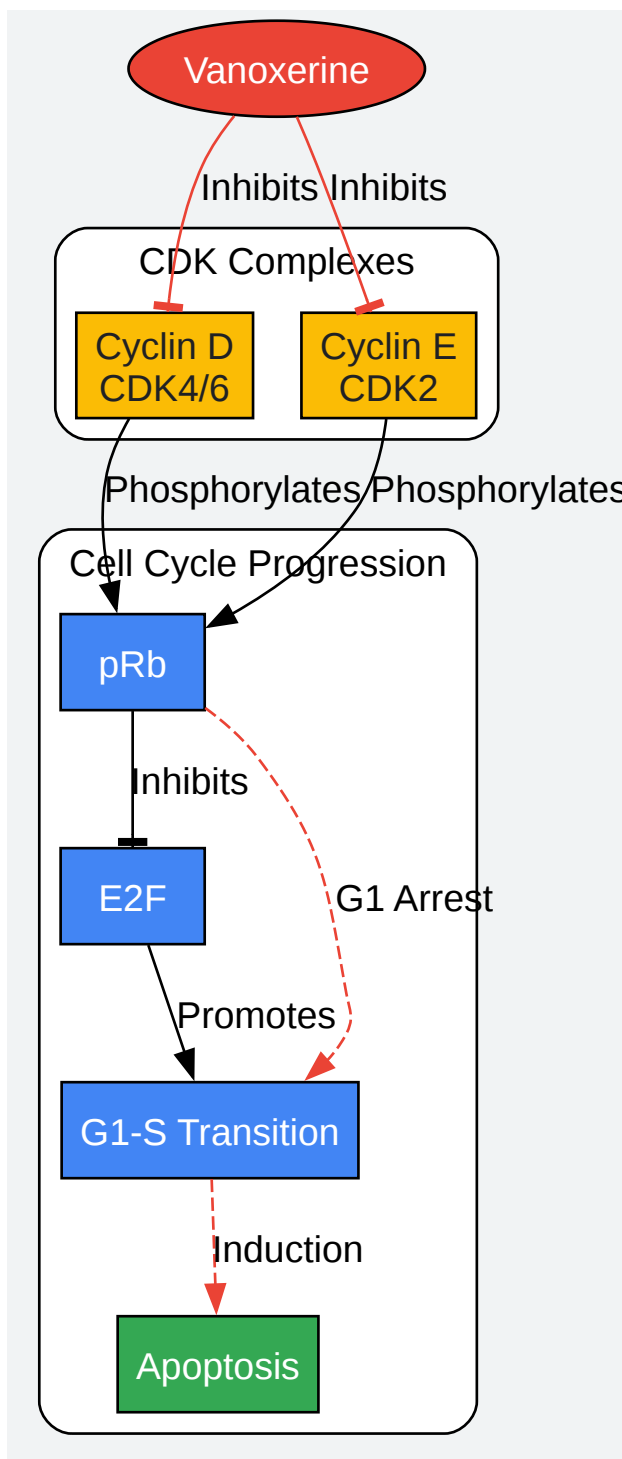 Vanoxerine
Inhibits
Inhibits
CDK Complexes
Cyclin D
CDK4/6
Cyclin E
CDK2
Phosphorylates
Phosphorylates
Cell Cycle Progression
pRb
Inhibits
E2F
G1 Arrest
Promotes
G1-S Transition
Induction
Apoptosis